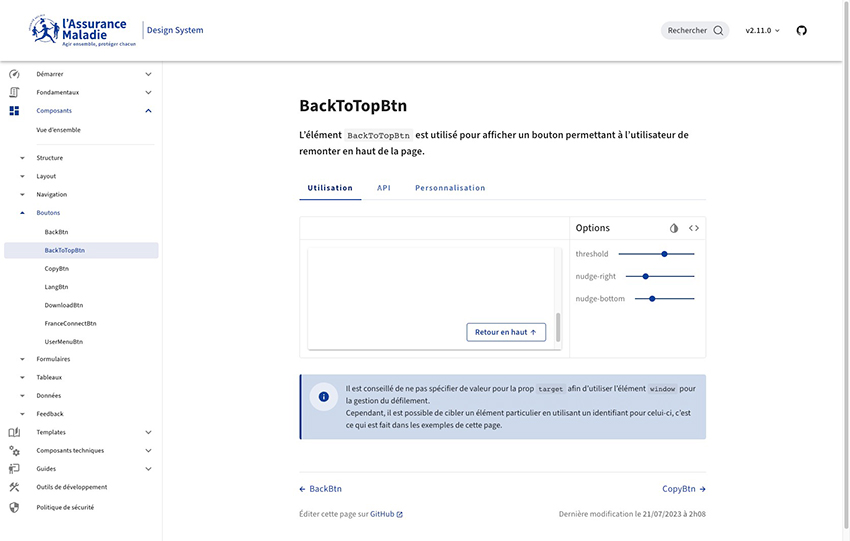 l'Assurance
Maladie
Agir ensemble, protéger chacun
Design System
Rechercher
v2.11.0
Démarrer
Fondamentaux
Composants
Vue d'ensemble
Structure
Layout
Navigation
Boutons
BackBtn
BackToTopBtn
CopyBtn
LangBtn
DownloadBtn
FranceConnectBtn
UserMenuBtn
Formulaires
Tableaux
Données
Feedback
Templates
Composants techniques
Guides
Outils de développement
Politique de sécurité
BackToTopBtn
L'élément BackToTopBtn est utilisé pour afficher un bouton permettant à l'utilisateur de
remonter en haut de la page.
Utilisation API Personnalisation
Options
threshold
nudge-right
nudge-bottom
Retour en haut ↑
Il est conseillé de ne pas spécifier de valeur pour la prop target afin d'utiliser l'élément window pour
la gestion du défilement.
Cependant, il est possible de cibler un élément particulier en utilisant un identifiant pour celui-ci, c'est
ce qui est fait dans les exemples de cette page.
← BackBtn
CopyBtn →
Éditer cette page sur GitHub
Dernière modification le 21/07/2023 à 2h08